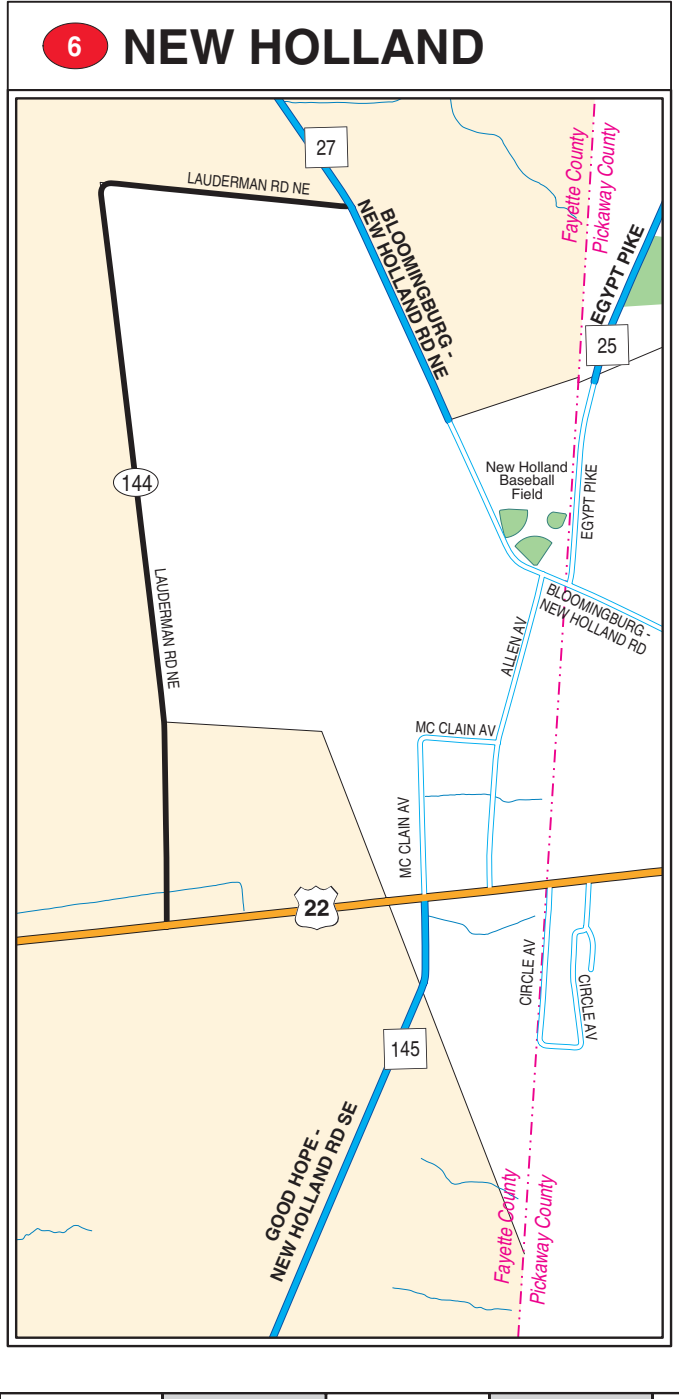 6 NEW HOLLAND
27
LAUDERMAN RD NE
BLOOMINGBURG -
NEW HOLLAND RD NE
Fayette County
Pickaway County
EGYPT PIKE
25
144
New Holland
Baseball
Field
EGYPT PIKE
LAUDERMAN RD NE
BLOOMINGBURG -
NEW HOLLAND RD
ALLEN AV
MC CLAIN AV
MC CLAIN AV
22
CIRCLE AV
CIRCLE AV
145
GOOD HOPE -
NEW HOLLAND RD SE
Fayette County
Pickaway County